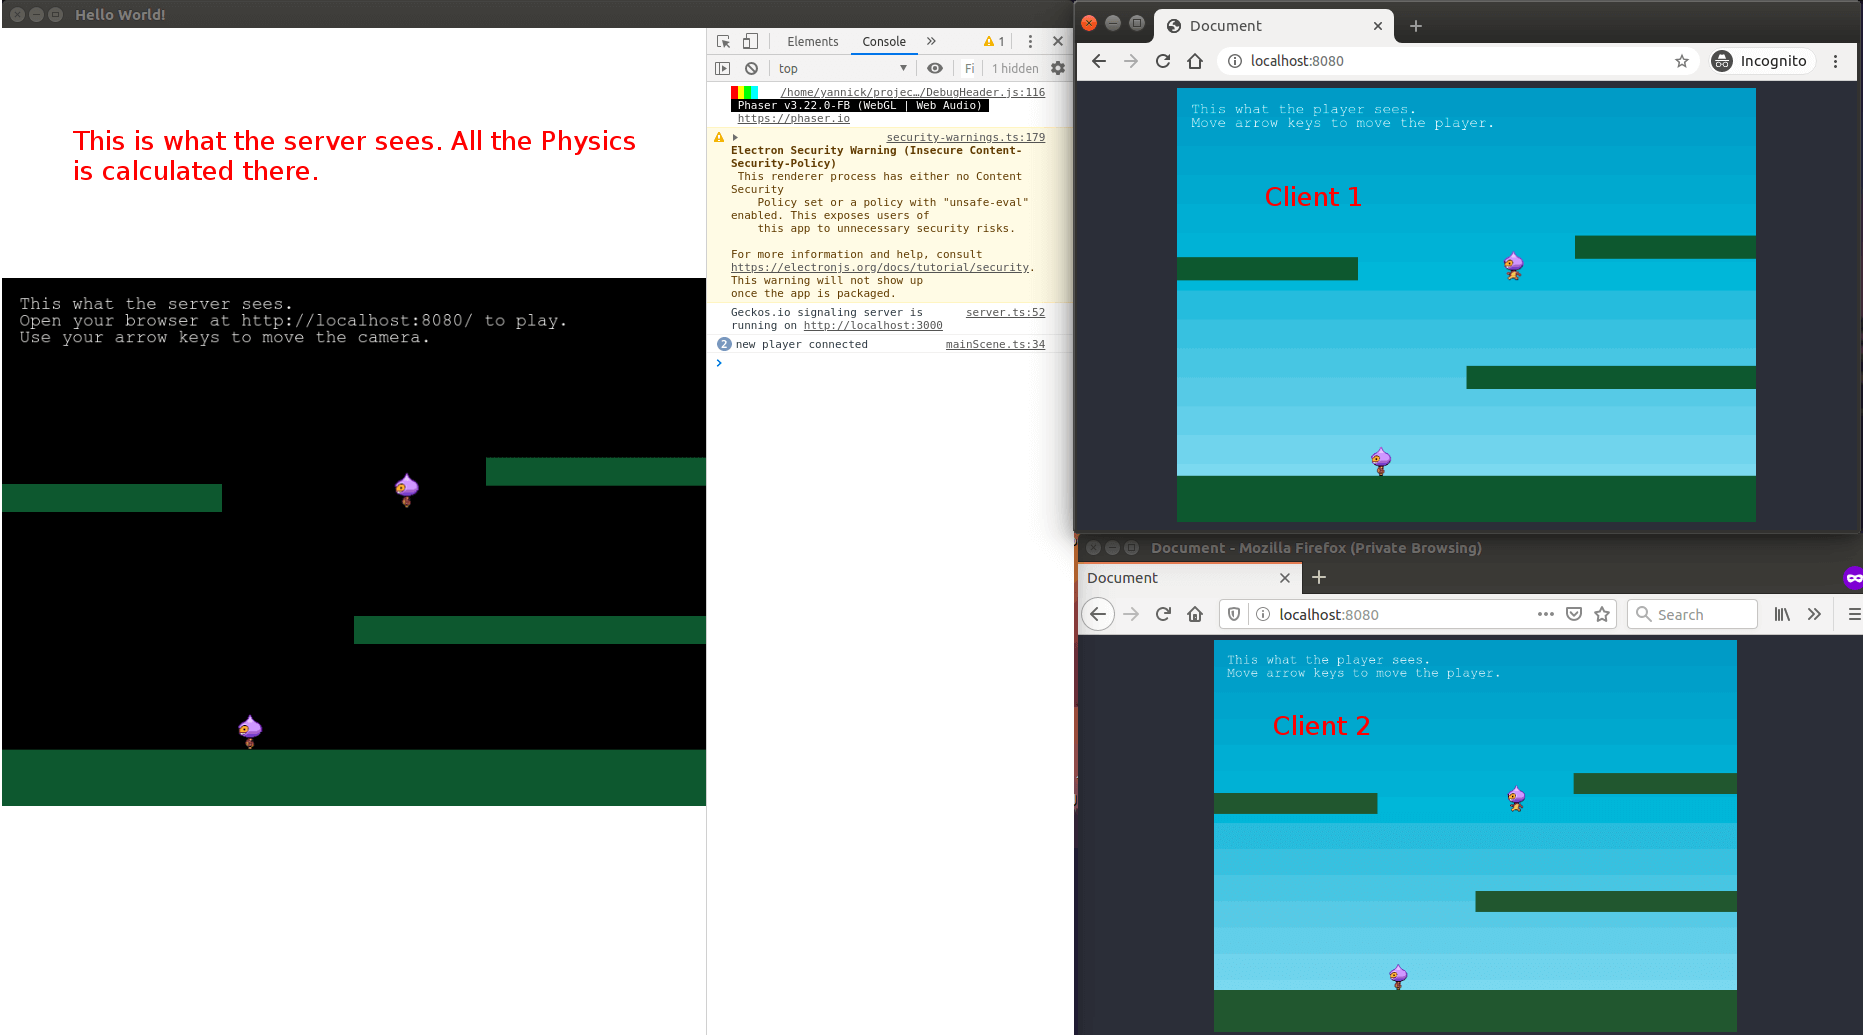 Hello World!
This is what the server sees. All the Physics
is calculated there.
This what the server sees.
Open your browser at http://localhost:8080/ to play.
Use your arrow keys to move the camera.
Elements Console » 1
top Fi 1 hidden
/home/yannick/projec…/DebugHeader.js:116
Phaser v3.22.0-FB (WebGL | Web Audio)
https://phaser.io
security-warnings.ts:179
Electron Security Warning (Insecure Content-
Security-Policy)
This renderer process has either no Content
Security
Policy set or a policy with "unsafe-eval"
enabled. This exposes users of
this app to unnecessary security risks.
For more information and help, consult
https://electronjs.org/docs/tutorial/security.
This warning will not show up
once the app is packaged.
Geckos.io signaling server is server.ts:52
running on http://localhost:3000
2 new player connected mainScene.ts:34
Document
localhost:8080 Incognito
This what the player sees.
Move arrow keys to move the player.
Client 1
Document - Mozilla Firefox (Private Browsing)
Document
localhost:8080 Search
This what the player sees.
Move arrow keys to move the player.
Client 2